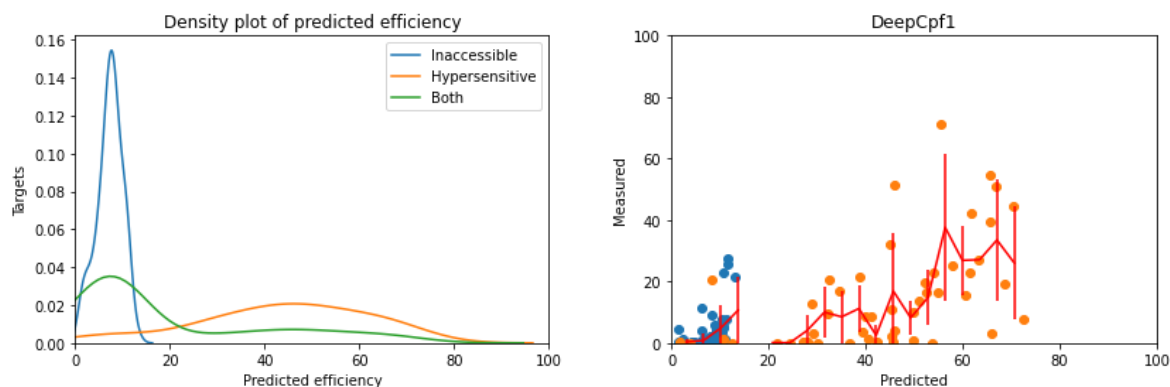 Density plot of predicted efficiency
0.16
0.14
0.12
0.10
0.08
0.06
0.04
0.02
0.00
Targets
Inaccessible
Hypersensitive
Both
0 20 40 60 80 100
Predicted efficiency
DeepCpf1
100
80
60
40
20
0
Measured
0 20 40 60 80 100
Predicted